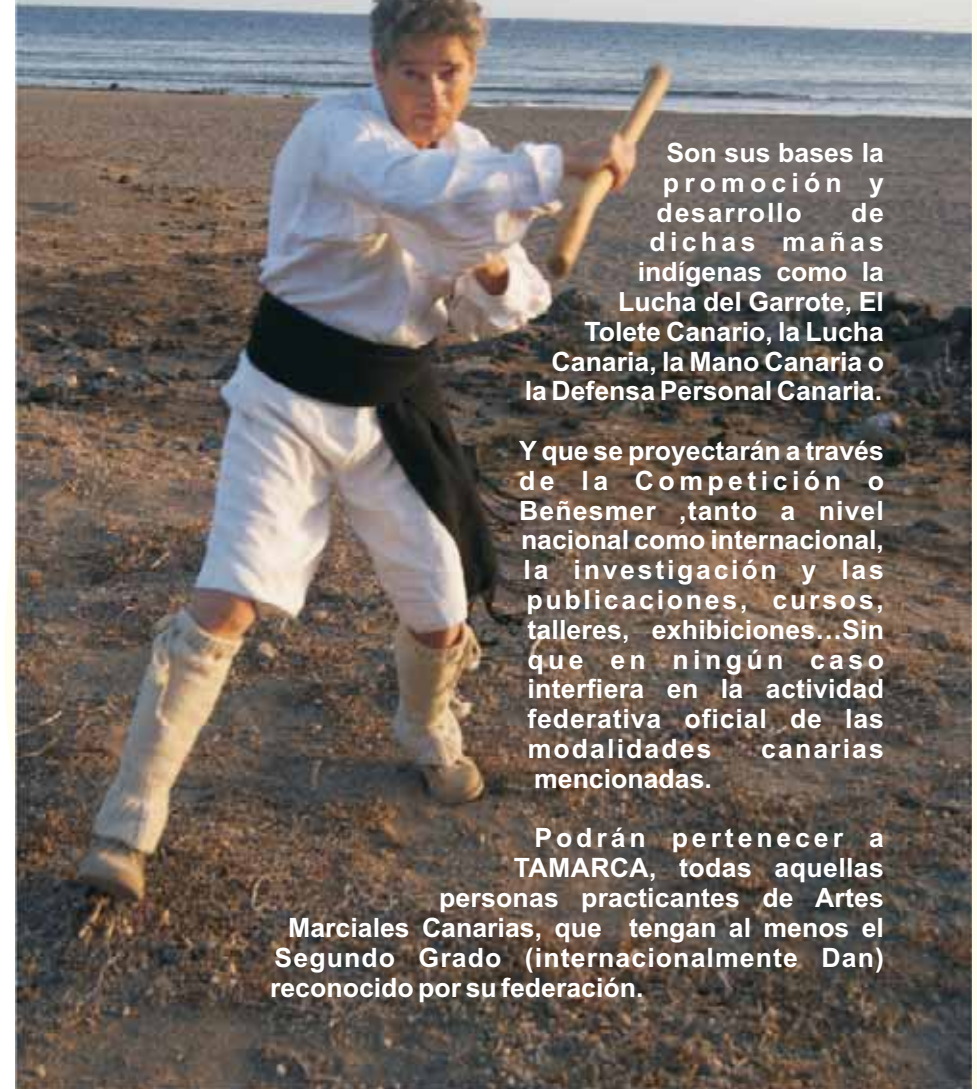 Son sus bases la
promoción y
desarrollo de
dichas mañas
indígenas como la
Lucha del Garrote, El
Tolete Canario, la Lucha
Canaria, la Mano Canaria o
la Defensa Personal Canaria.
Y que se proyectarán a través
de la Competición o
Beñesmer ,tanto a nivel
nacional como internacional,
la investigación y las
publicaciones, cursos,
talleres, exhibiciones...Sin
que en ningún caso
interfiera en la actividad
federativa oficial de las
modalidades canarias
mencionadas.
Podrán pertenecer a
TAMARCA, todas aquellas
personas practicantes de Artes
Marciales Canarias, que tengan al menos el
Segundo Grado (internacionalmente Dan)
reconocido por su federación.